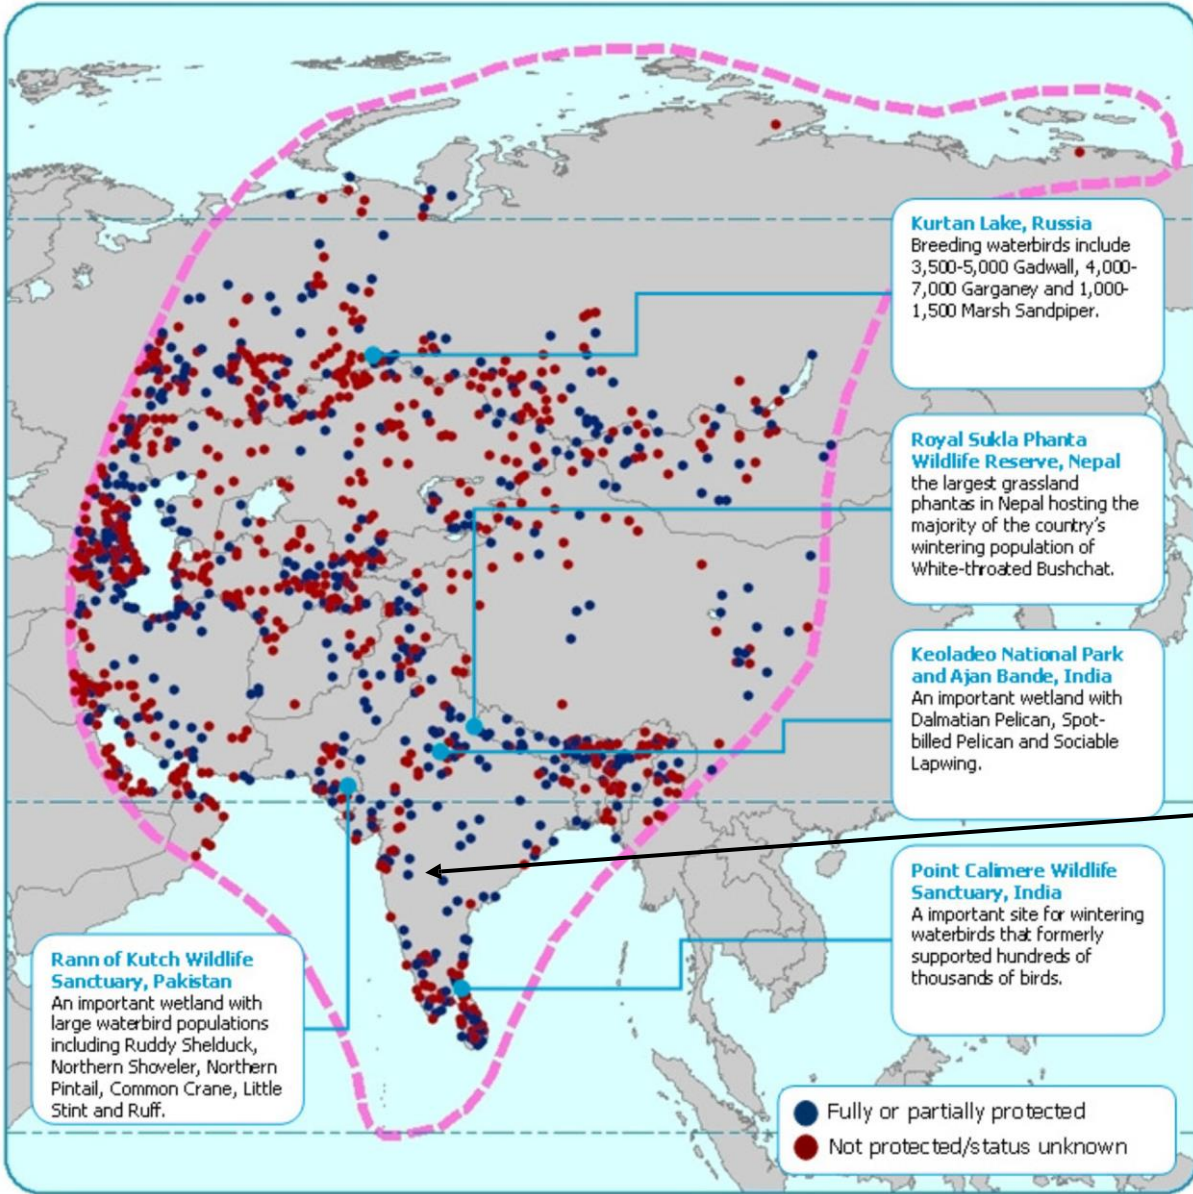 Kurtan Lake, Russia
Breeding waterbirds include
3,500-5,000 Gadwall, 4,000-
7,000 Garganey and 1,000-
1,500 Marsh Sandpiper.
Royal Sukla Phanta
Wildlife Reserve, Nepal
the largest grassland
phantas in Nepal hosting the
majority of the country's
wintering population of
White-throated Bushchat.
Keoladeo National Park
and Ajan Bande, India
An important wetland with
Dalmatian Pelican, Spot-
billed Pelican and Sociable
Lapwing.
Point Calimere Wildlife
Sanctuary, India
A important site for wintering
waterbirds that formerly
supported hundreds of
thousands of birds.
Rann of Kutch Wildlife
Sanctuary, Pakistan
An important wetland with
large waterbird populations
including Ruddy Shelduck,
Northern Shoveler, Northern
Pintail, Common Crane, Little
Stint and Ruff.
Fully or partially protected
Not protected/status unknown